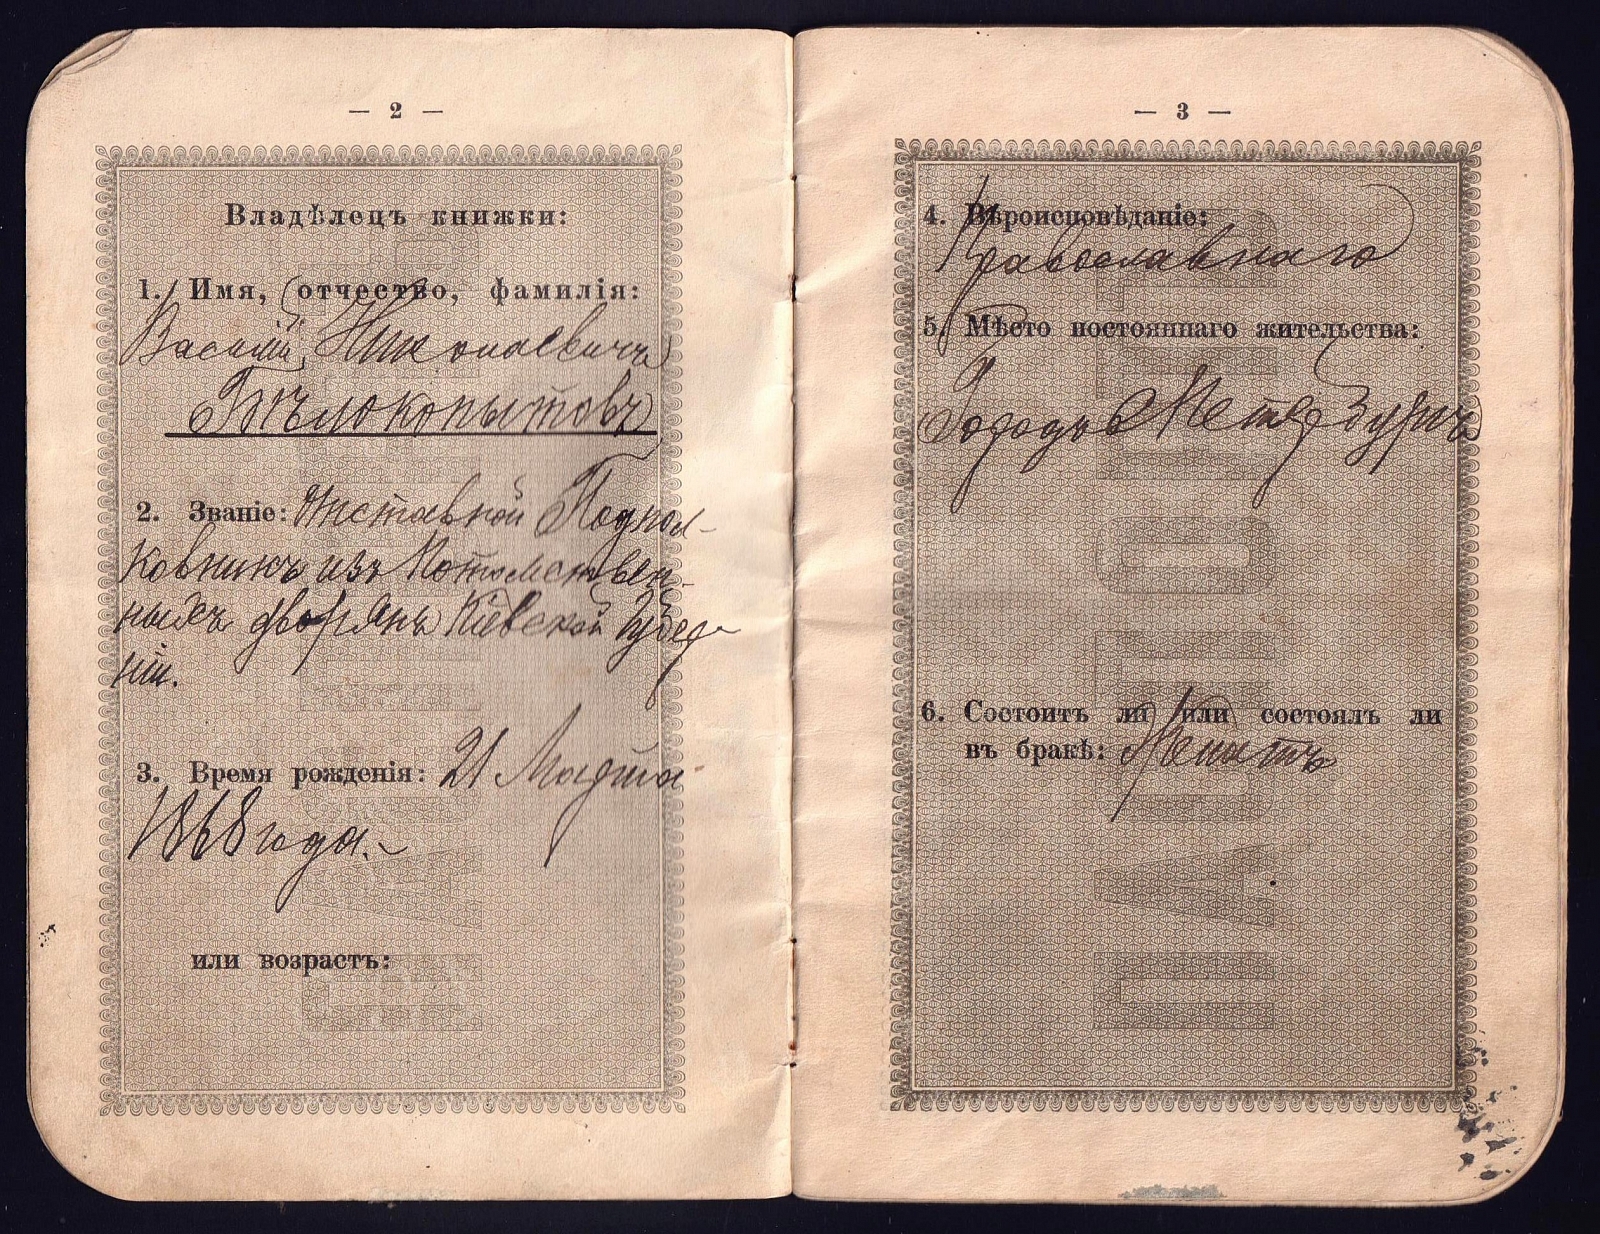 — 2 —
Владѣлецъ книжки:
1. Имя, отчество, фамилія:
Василій Николаевичъ
Бѣлокопытовъ
2. Званіе: Отставной Подпол-
ковникъ изъ Потомствен-
ныхъ дворянъ Кіевской Губер-
ніи.
3. Время рожденія: 21 Марта
1868 года.
или возрастъ:
— 3 —
4. Вѣроисповѣданіе:
Православнаго
5. Мѣсто постояннаго жительства:
Городъ С Петербургъ
6. Состоитъ ли или состоялъ ли
въ бракѣ: Женатъ
ПАСПОРТНАЯ